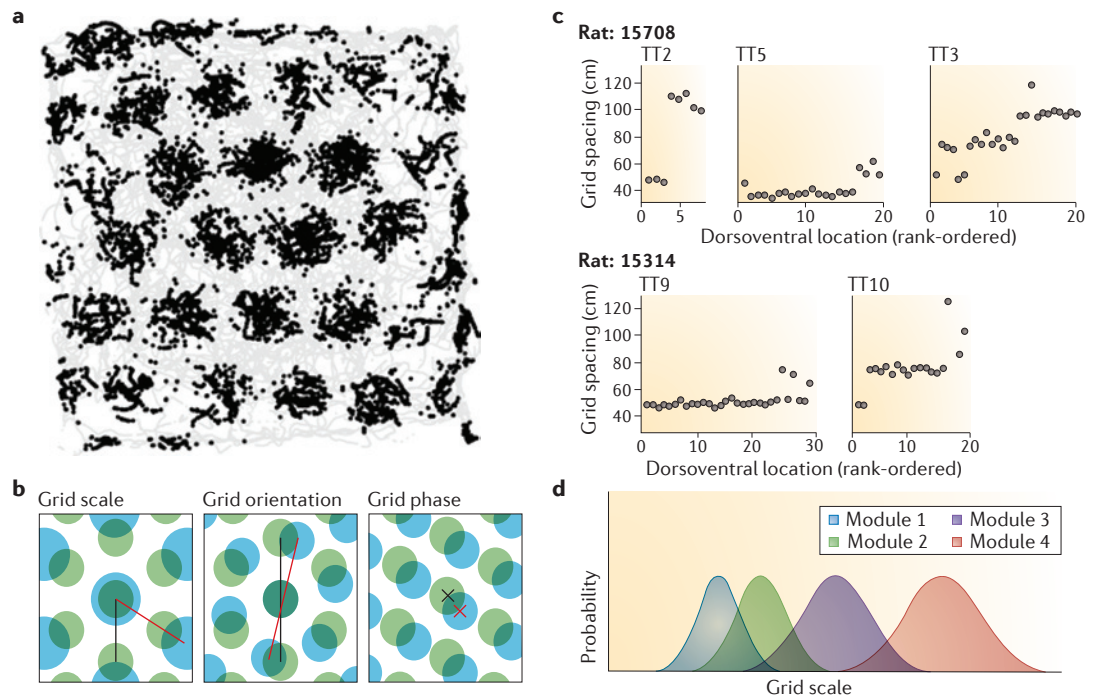 a
b
Grid scale
Grid orientation
Grid phase
c
Rat: 15708
TT2
TT5
TT3
Grid spacing (cm)
120
100
80
60
40
5
0
10
20
0
10
20
Dorsoventral location (rank-ordered)
Rat: 15314
TT9
TT10
Grid spacing (cm)
120
100
80
60
40
0
10
20
30
0
10
20
Dorsoventral location (rank-ordered)
d
Module 1
Module 3
Module 2
Module 4
Probability
Grid scale